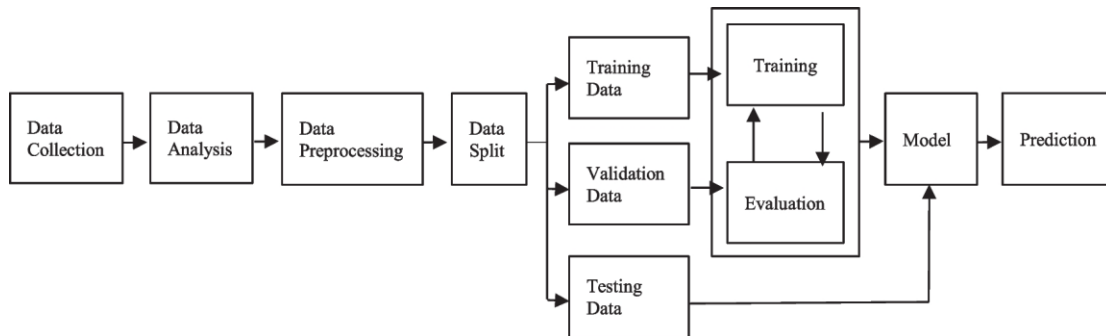 Data
Collection
Data
Analysis
Data
Preprocessing
Data
Split
Training
Data
Validation
Data
Testing
Data
Training
Evaluation
Model
Prediction